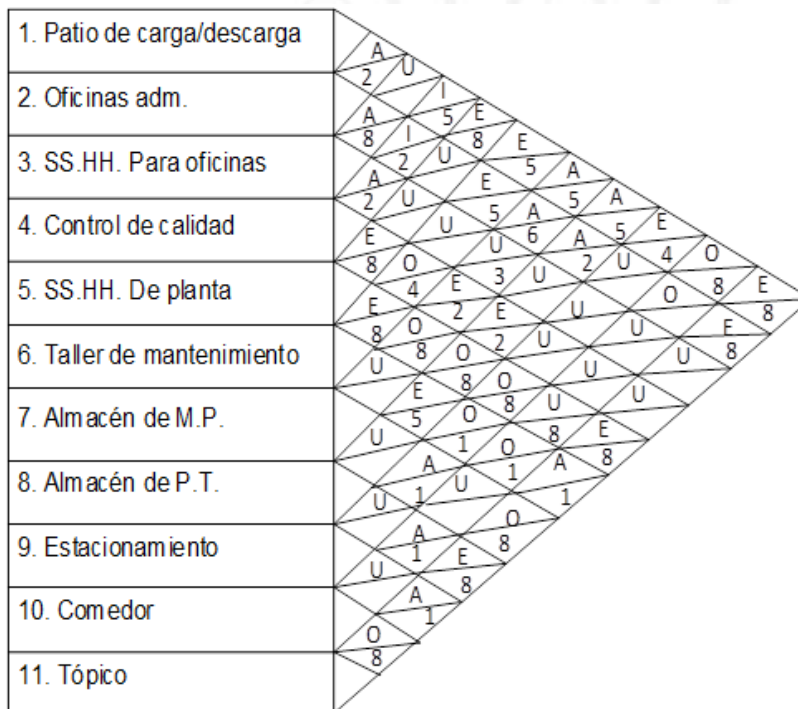 1. Patio de carga/descarga
A
U
2
I
2. Oficinas adm.
E
A 5
8 I 8 E
3. SS.HH. Para oficinas
2 U 5 A
A E
U A
2 5
5 A E
4. Control de calidad
U 6 5
E U A
O 4 O
8 2 U
E 3 U E
5. SS.HH. De planta
4 O 8
E 2 E U 8
O U E
8 2 U
6. Taller de mantenimiento
U 8 O U U 8
8 O
E U U
7. Almacén de M.P.
5 O 8 U
U 8 E
1 O 8
A A
8. Almacén de P.T.
U 1 U 1 1
O
A 8
9. Estacionamiento
1 E
U 8
A
10. Comedor
1
O
8
11. Tópico